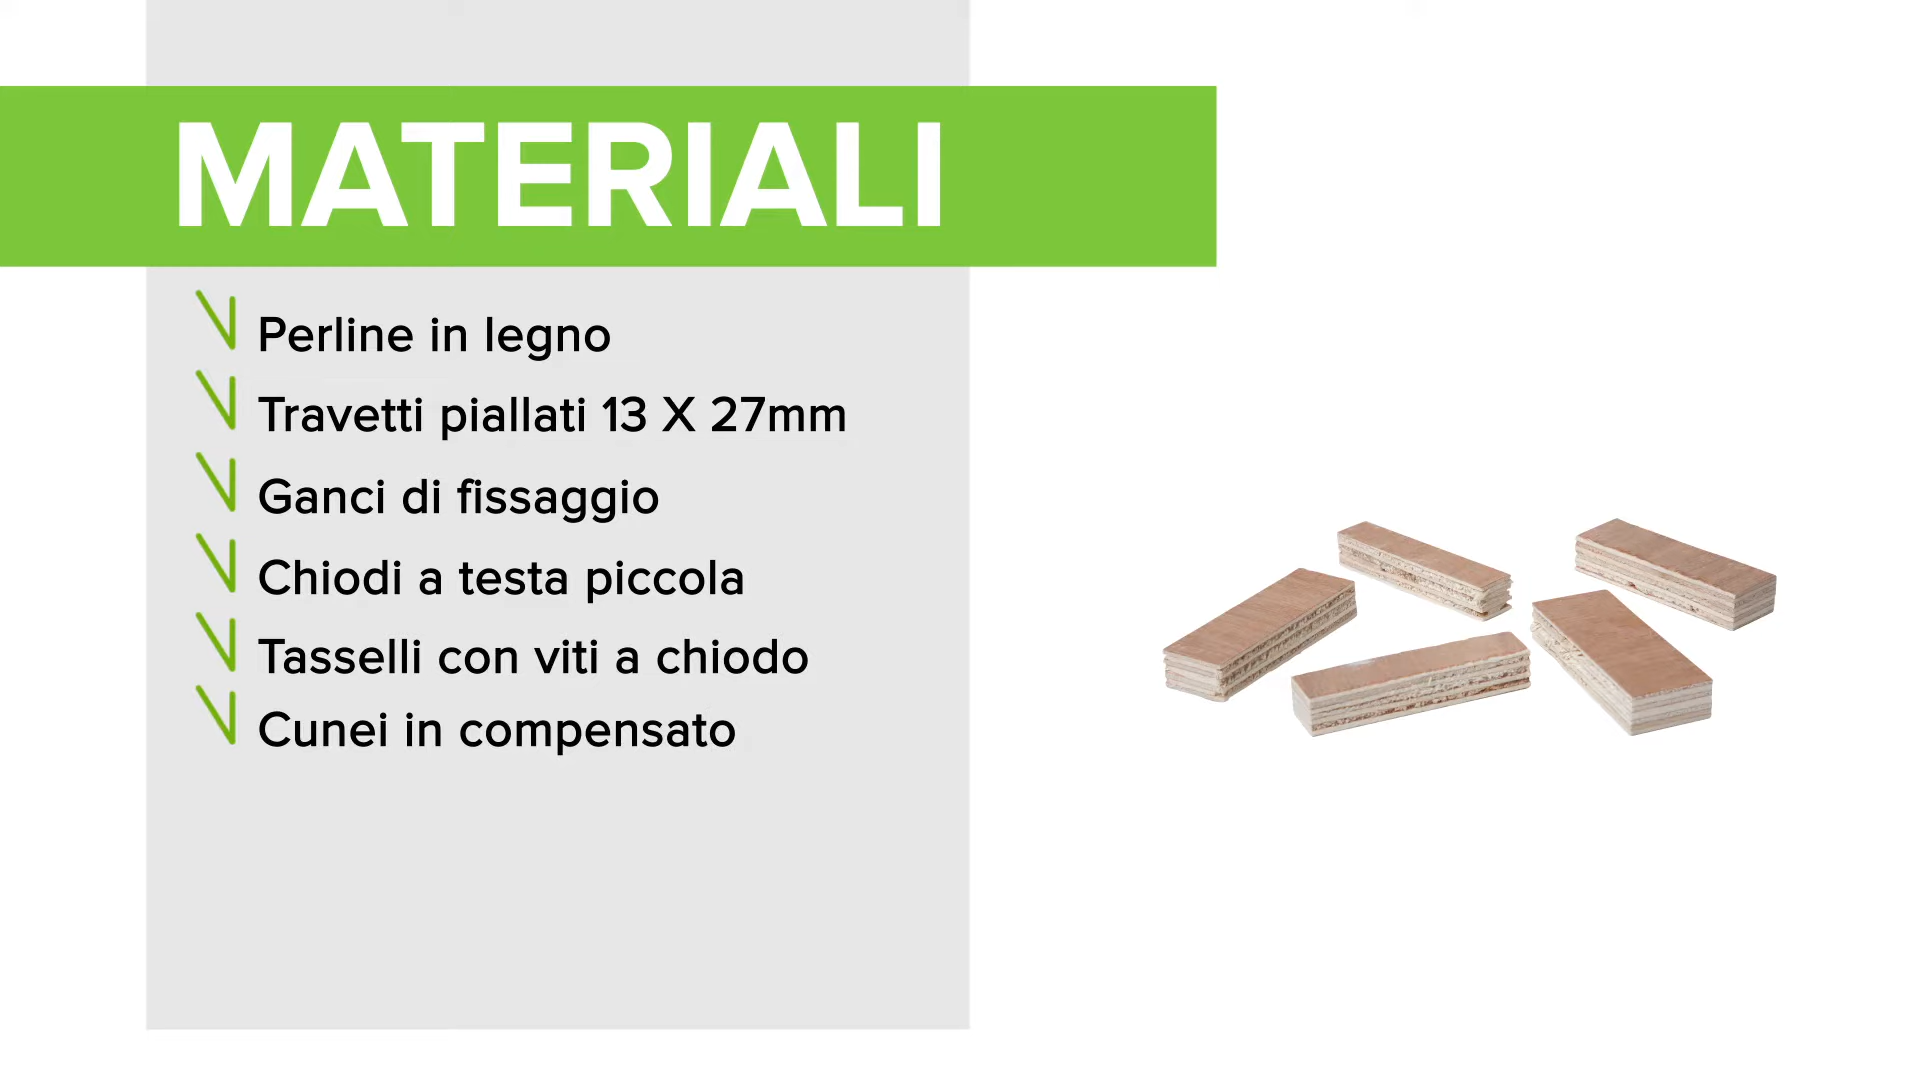 MATERIALI
Perline in legno
Travetti piallati 13 X 27mm
Ganci di fissaggio
Chiodi a testa piccola
Tasselli con viti a chiodo
Cunei in compensato